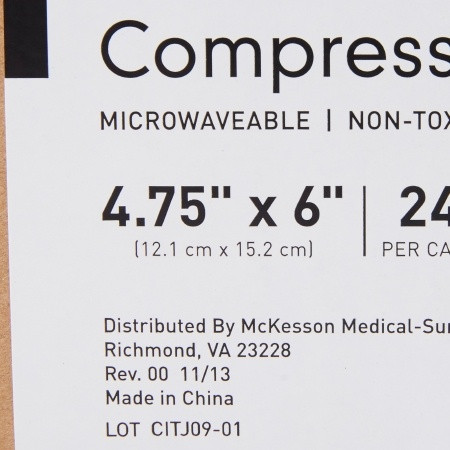 Compress
MICROWAVEABLE | NON-TOX
4.75" x 6" | 24
(12.1 cm x 15.2 cm) PER CA
Distributed By McKesson Medical-Sur
Richmond, VA 23228
Rev. 00 11/13
Made in China
LOT CITJ09-01